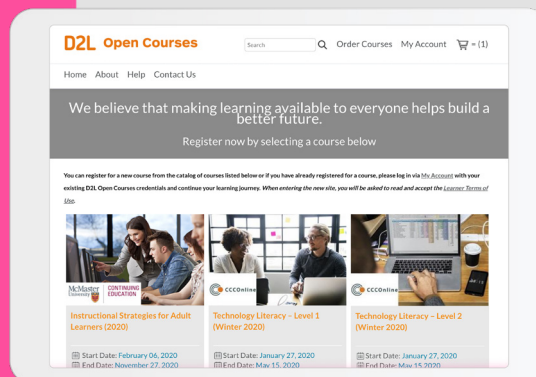 D2L Open Courses
Search
Order Courses My Account = (1)
Home About Help Contact Us
We believe that making learning available to everyone helps build a
better future.
Register now by selecting a course below
You can register for a new course from the catalog of courses listed below or if you have already registered for a course, please log in via My Account with your
existing D2L Open Courses credentials and continue your learning journey. When entering the new site, you will be asked to read and accept the Learner Terms of
Use.
McMaster University CONTINUING EDUCATION
CCCOnline
CCCOnline
Instructional Strategies for Adult
Learners (2020)
Technology Literacy – Level 1
(Winter 2020)
Technology Literacy – Level 2
(Winter 2020)
Start Date: February 06, 2020
End Date: November 27, 2020
Start Date: January 27, 2020
End Date: May 15, 2020
Start Date: January 27, 2020
End Date: May 15, 2020